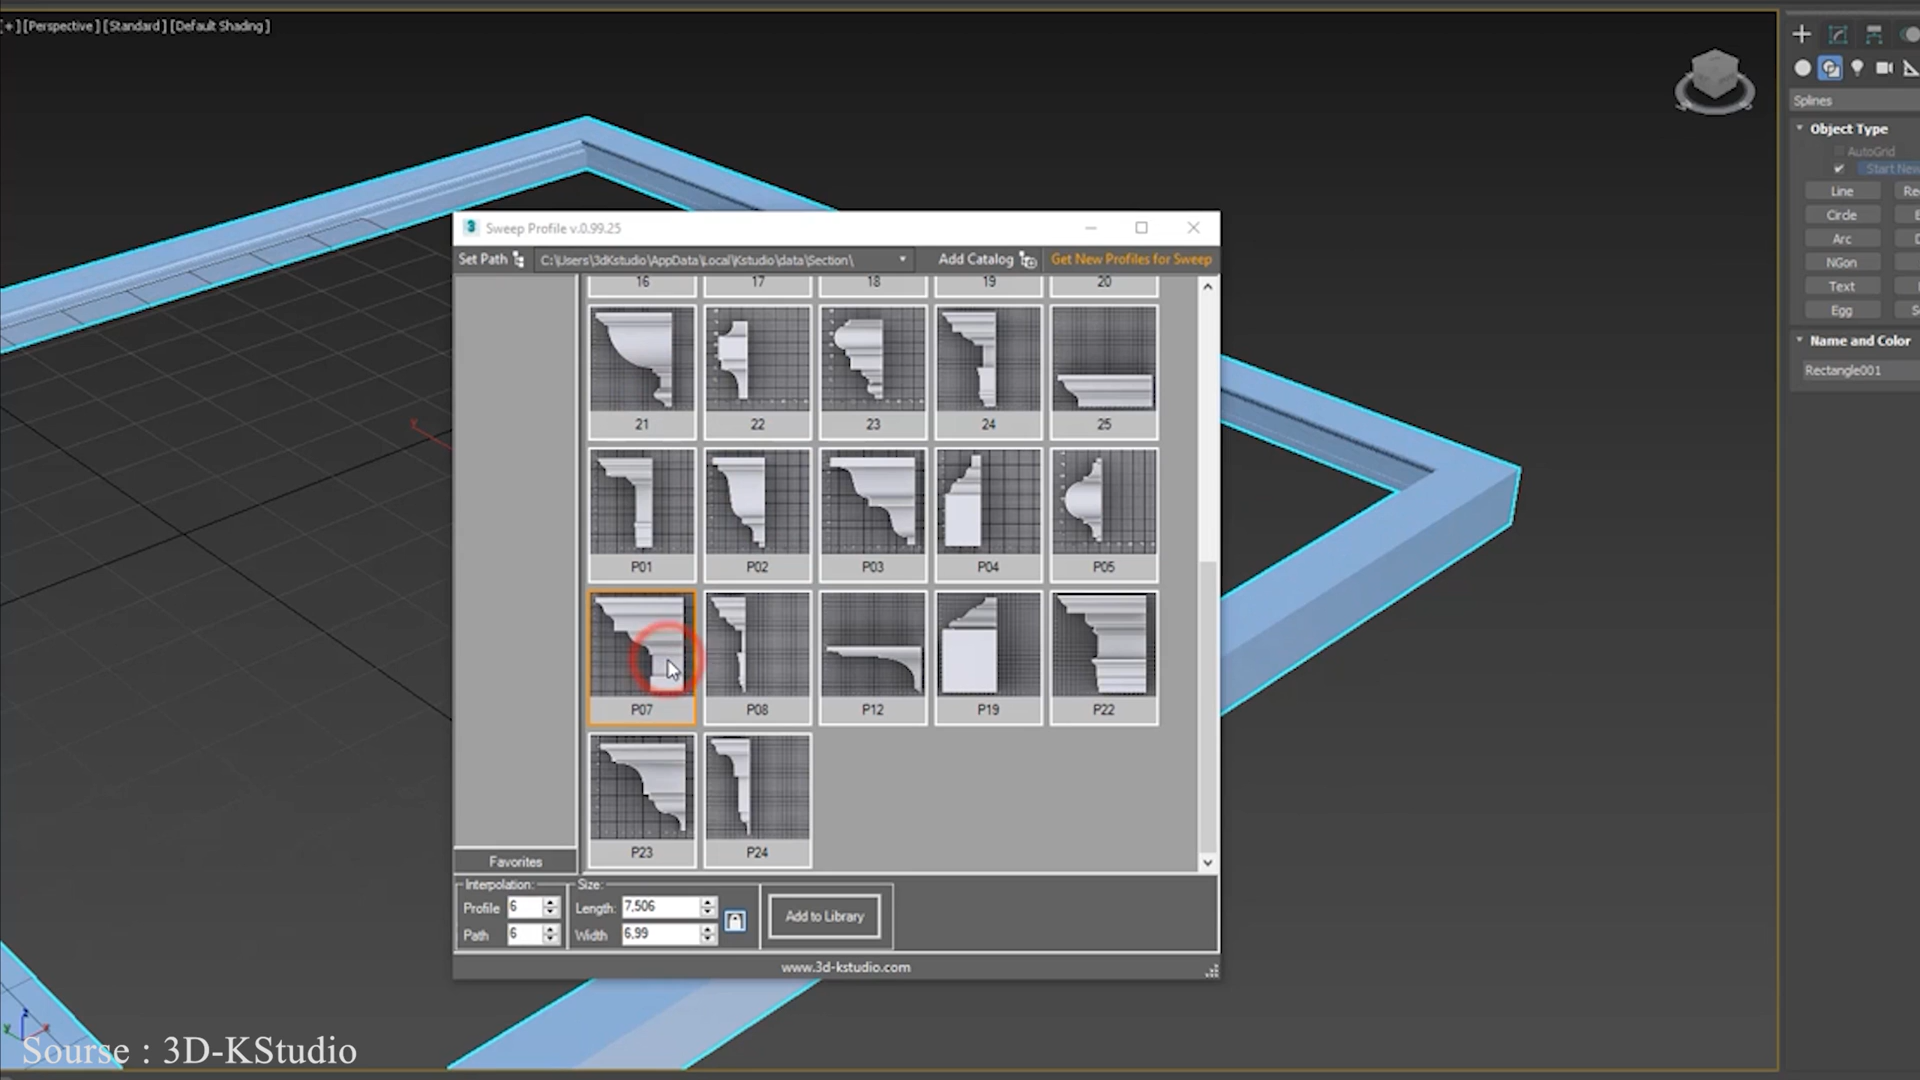 [+] [Perspective] [Standard] [Default Shading]
Splines
Object Type
AutoGrid
Start New
Line
Circle
Arc
NGon
Text
Egg
Name and Color
Rectangle001
3 Sweep Profile v.0.99.25
Set Path C:\Users\3dKstudio\AppData\Local\Kstudio\data\Section\ Add Catalog Get New Profiles for Sweep
16 17 18 19 20
21 22 23 24 25
P01 P02 P03 P04 P05
P07 P08 P12 P19 P22
P23 P24
Favorites
Interpolation: Size:
Profile 6 Length: 7,506
Path 6 Width 6,99
Add to Library
www.3d-kstudio.com
Sourse : 3D-KStudio